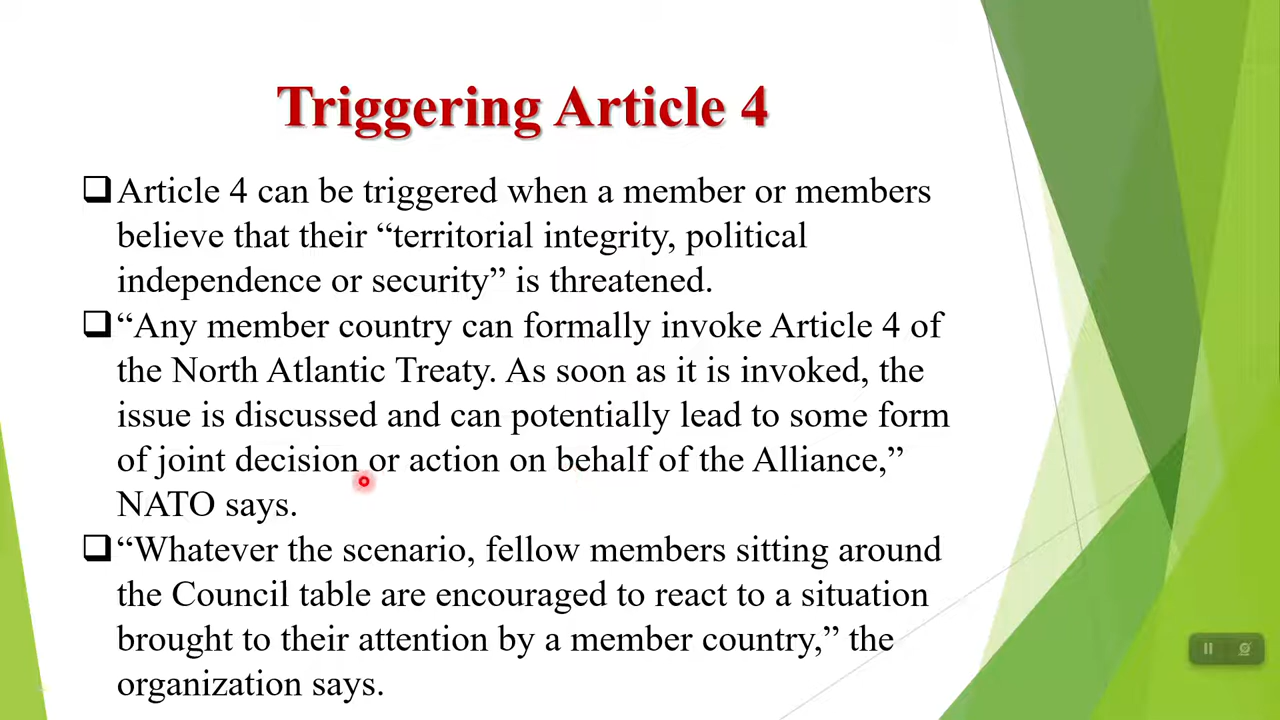 Triggering Article 4
❑Article 4 can be triggered when a member or members
believe that their “territorial integrity, political
independence or security” is threatened.
❑“Any member country can formally invoke Article 4 of
the North Atlantic Treaty. As soon as it is invoked, the
issue is discussed and can potentially lead to some form
of joint decision or action on behalf of the Alliance,”
NATO says.
❑“Whatever the scenario, fellow members sitting around
the Council table are encouraged to react to a situation
brought to their attention by a member country,” the
organization says.